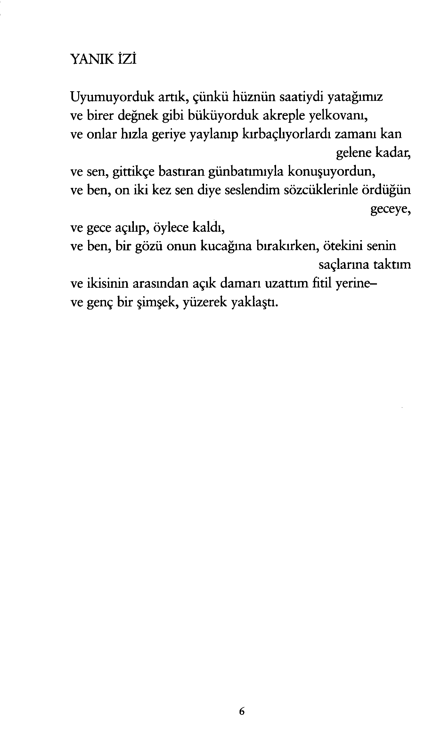 YANIK İZİ
Uyumuyorduk artık, çünkü hüznün saatiydi yatağımız
ve birer değnek gibi büküyorduk akreple yelkovanı,
ve onlar hızla geriye yaylanıp kırbaçlıyorlardı zamanı kan
gelene kadar,
ve sen, gittikçe bastıran günbatımıyla konuşuyordun,
ve ben, on iki kez sen diye seslendim sözcüklerinle ördüğün
geceye,
ve gece açılıp, öylece kaldı,
ve ben, bir gözü onun kucağına bırakırken, ötekini senin
saçlarına taktım
ve ikisinin arasından açık damarı uzattım fitil yerine–
ve genç bir şimşek, yüzerek yaklaştı.
6